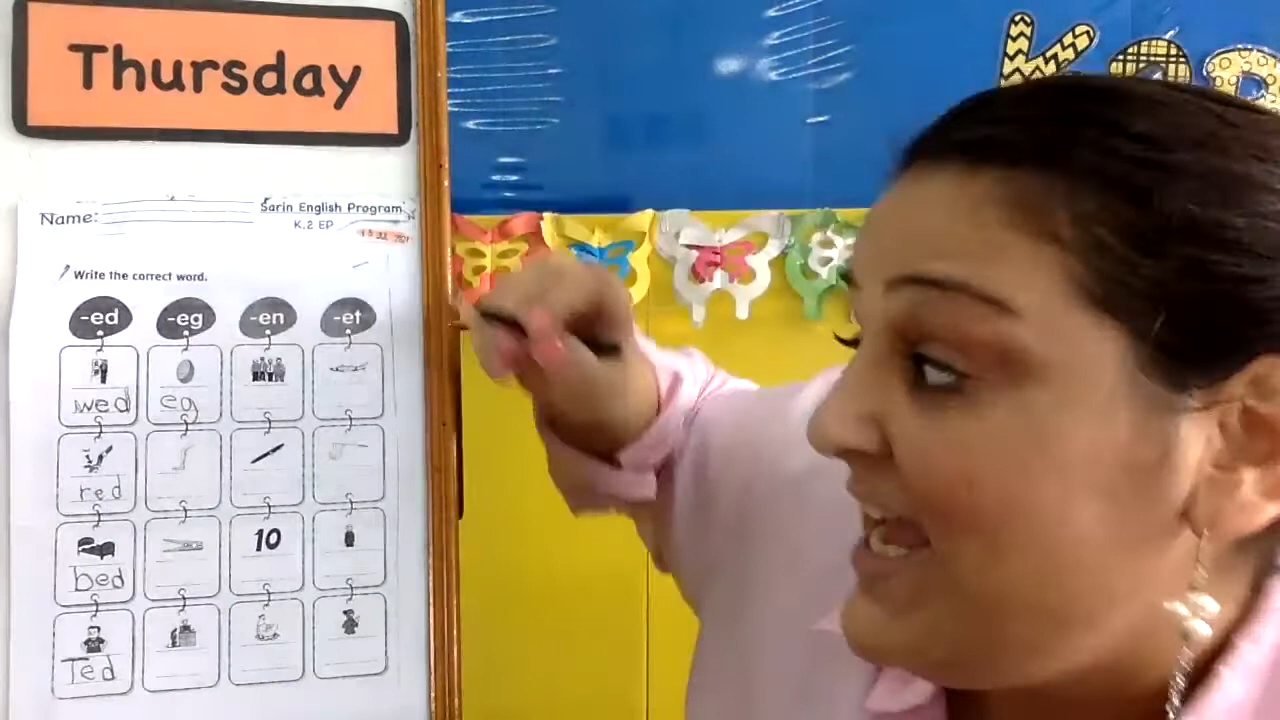 Thursday
Name:
Sarin English Program
K.2 EP
Write the correct word.
-ed -eg -en -et
wed eg
red
10
bed
Ted